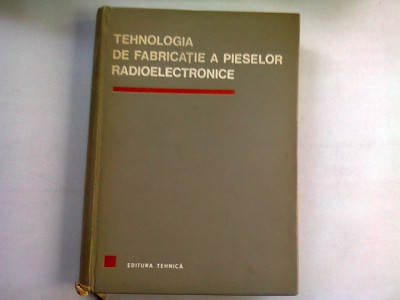 TEHNOLOGIA
DE FABRICAȚIE A PIESELOR
RADIOELECTRONICE
EDITURA TEHNICĂ